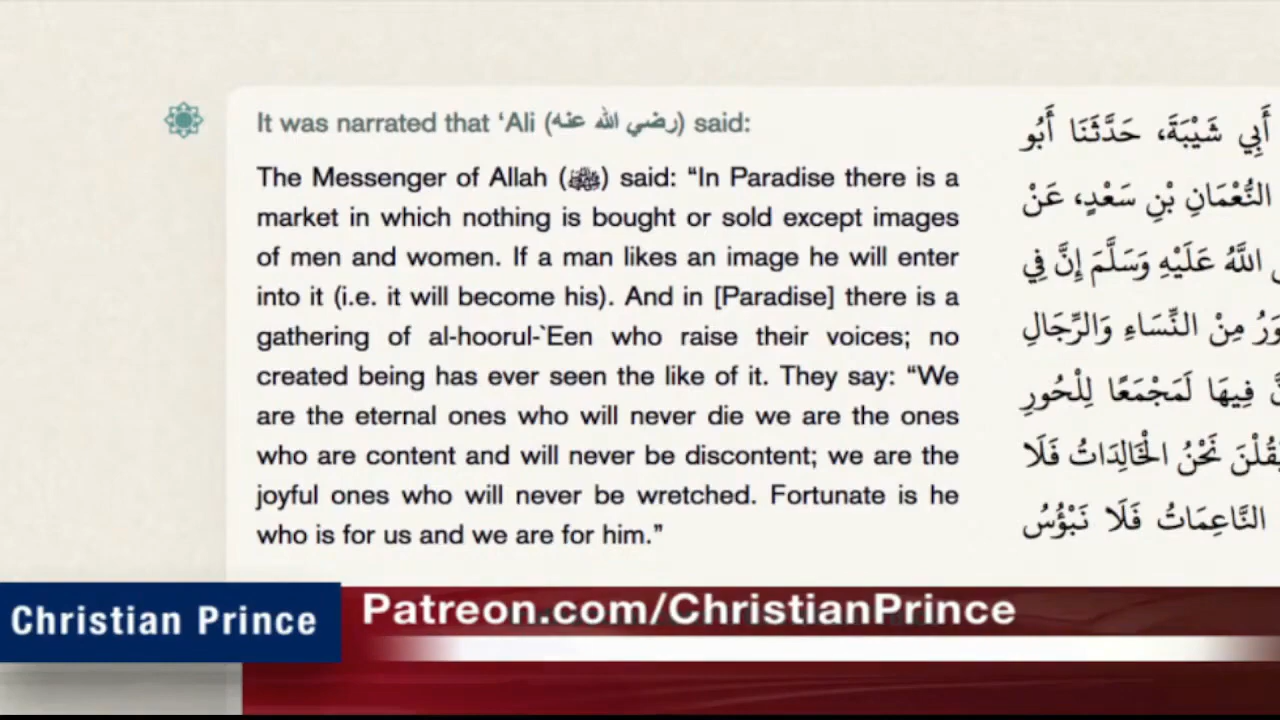 It was narrated that ‘Ali (رضي الله عنه) said:
The Messenger of Allah (ﷺ) said: “In Paradise there is a
market in which nothing is bought or sold except images
of men and women. If a man likes an image he will enter
into it (i.e. it will become his). And in [Paradise] there is a
gathering of al-hoorul-`Een who raise their voices; no
created being has ever seen the like of it. They say: “We
are the eternal ones who will never die we are the ones
who are content and will never be discontent; we are the
joyful ones who will never be wretched. Fortunate is he
who is for us and we are for him.”
أَبِي شَيْبَةَ، حَدَّثَنَا أَبُو
النُّعْمَانِ بْنِ سَعْدٍ، عَنْ
اللَّهُ عَلَيْهِ وَسَلَّمَ إِنَّ فِي
مِنْ النِّسَاءِ وَالرِّجَالِ
فِيهَا لَمَجْمَعًا لِلْحُورِ
نَحْنُ الْخَالِدَاتُ فَلَا
النَّاعِمَاتُ فَلَا نَبْؤُسُ
Christian Prince
Patreon.com/ChristianPrince